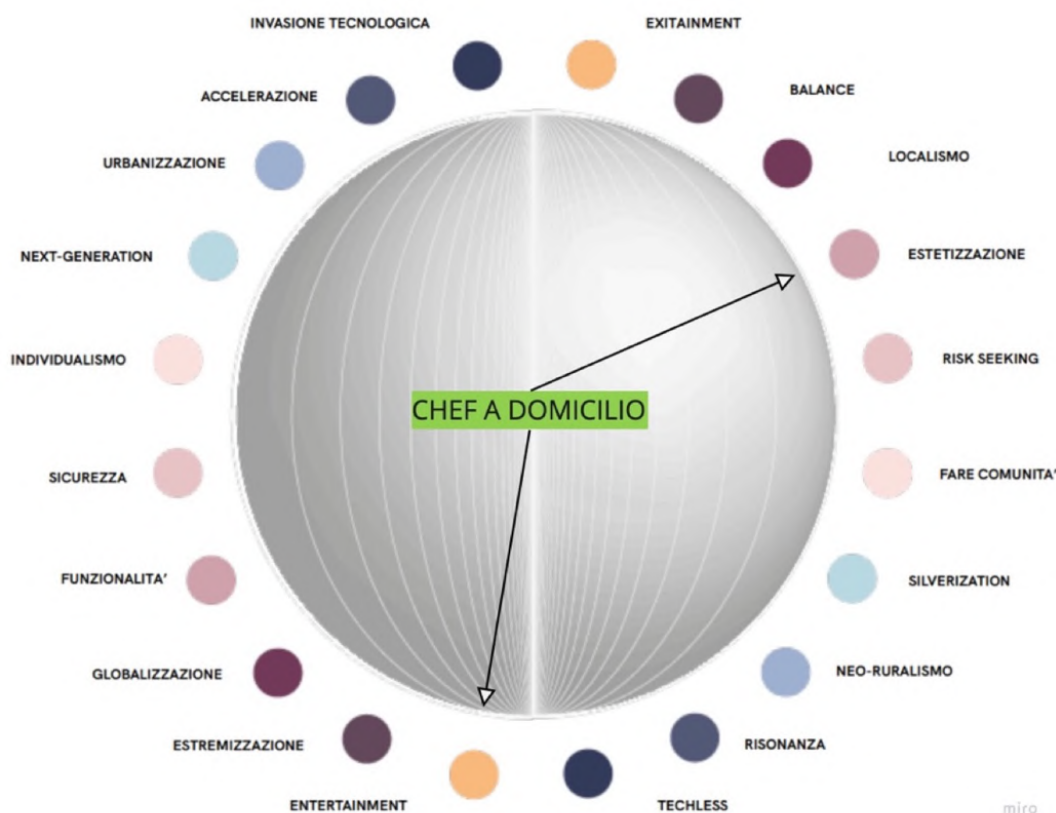 INVASIONE TECNOLOGICA
EXITAINMENT
ACCELERAZIONE
BALANCE
URBANIZZAZIONE
LOCALISMO
NEXT-GENERATION
ESTETIZZAZIONE
INDIVIDUALISMO
RISK SEEKING
CHEF A DOMICILIO
SICUREZZA
FARE COMUNITA'
FUNZIONALITA'
SILVERIZATION
GLOBALIZZAZIONE
NEO-RURALISMO
ESTREMIZZAZIONE
RISONANZA
ENTERTAINMENT
TECHLESS
miro